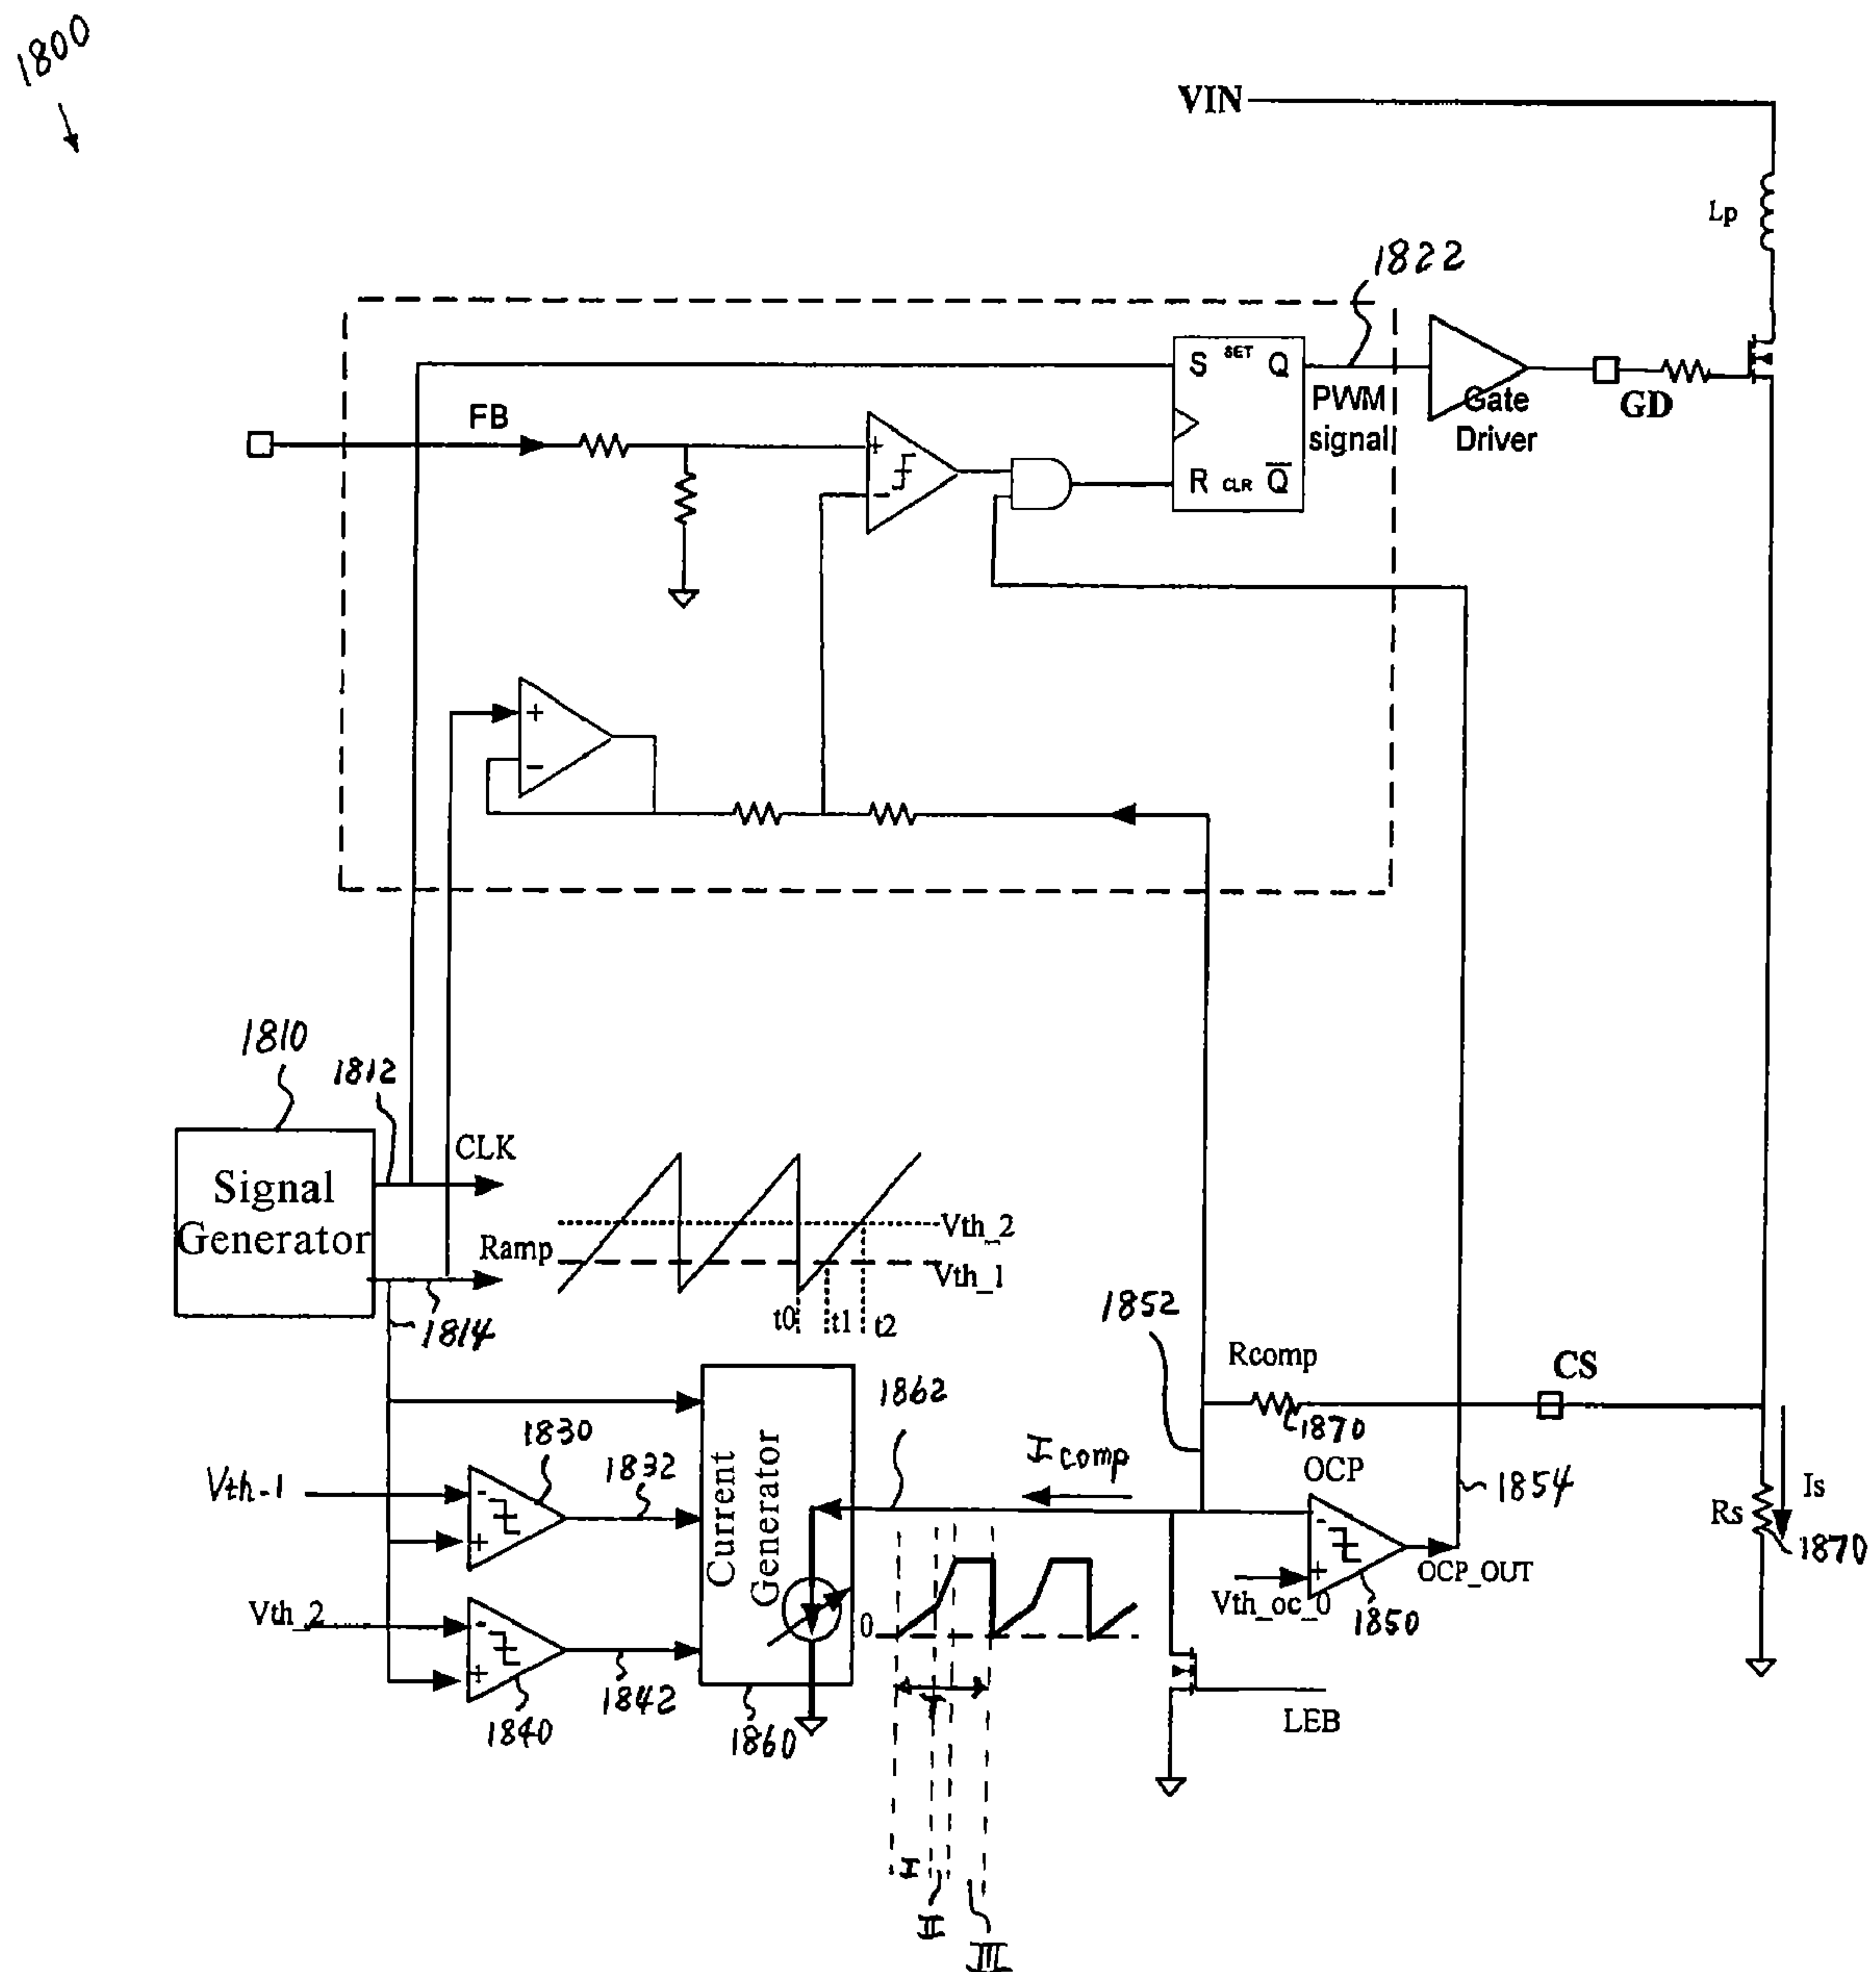 1800
VIN
Lp
1822
S SET Q
PWM signal
R CLR Q̅
Gate Driver
GD
FB
+
-
+
-
1810
1812
CLK
Signal Generator
Ramp
Vth_2
Vth_1
t0 t1 t2
1814
1852
Rcomp
CS
1870
1862
1830
1832
Icomp
OCP
1854
Is
Rs
1870
Vth-1
-
+
Current Generator
-
+
OCP_OUT
Vth_oc_0
1850
Vth_2
-
+
0
1842
1840
1860
LEB
I
II
III